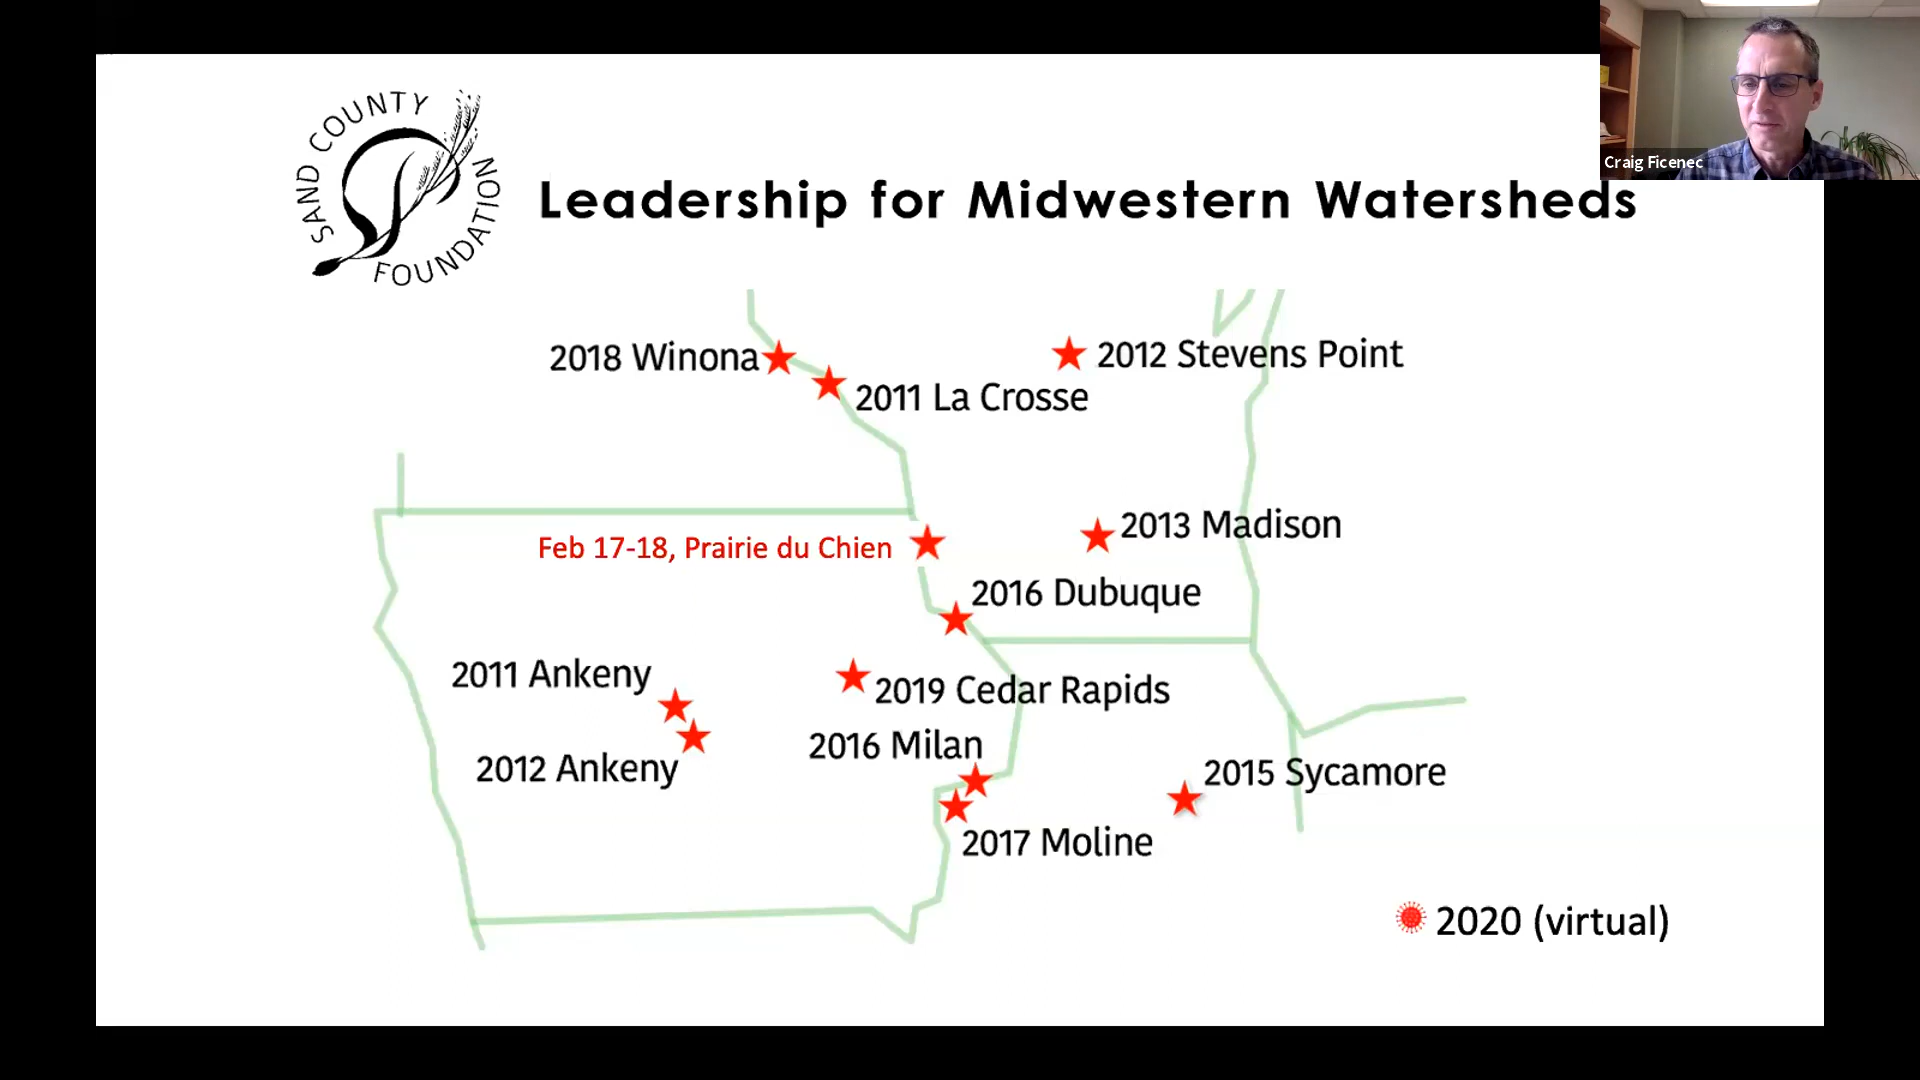 Craig Ficenec
SAND COUNTY FOUNDATION
Leadership for Midwestern Watersheds
2018 Winona
2012 Stevens Point
2011 La Crosse
2013 Madison
Feb 17-18, Prairie du Chien
2016 Dubuque
2011 Ankeny
2019 Cedar Rapids
2016 Milan
2012 Ankeny
2015 Sycamore
2017 Moline
2020 (virtual)